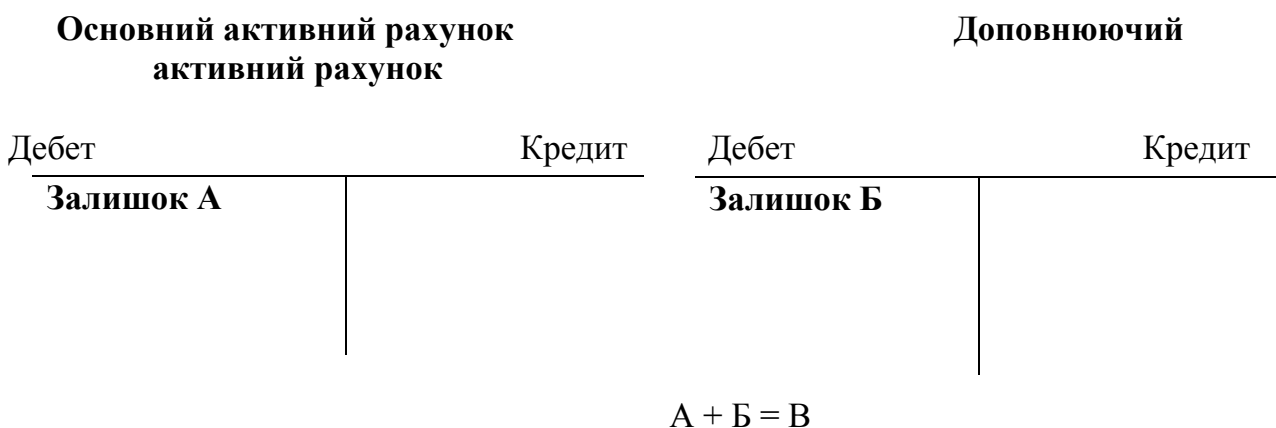 Основний активний рахунок Доповнюючий
активний рахунок
Дебет Кредит Дебет Кредит
Залишок А Залишок Б
А + Б = В